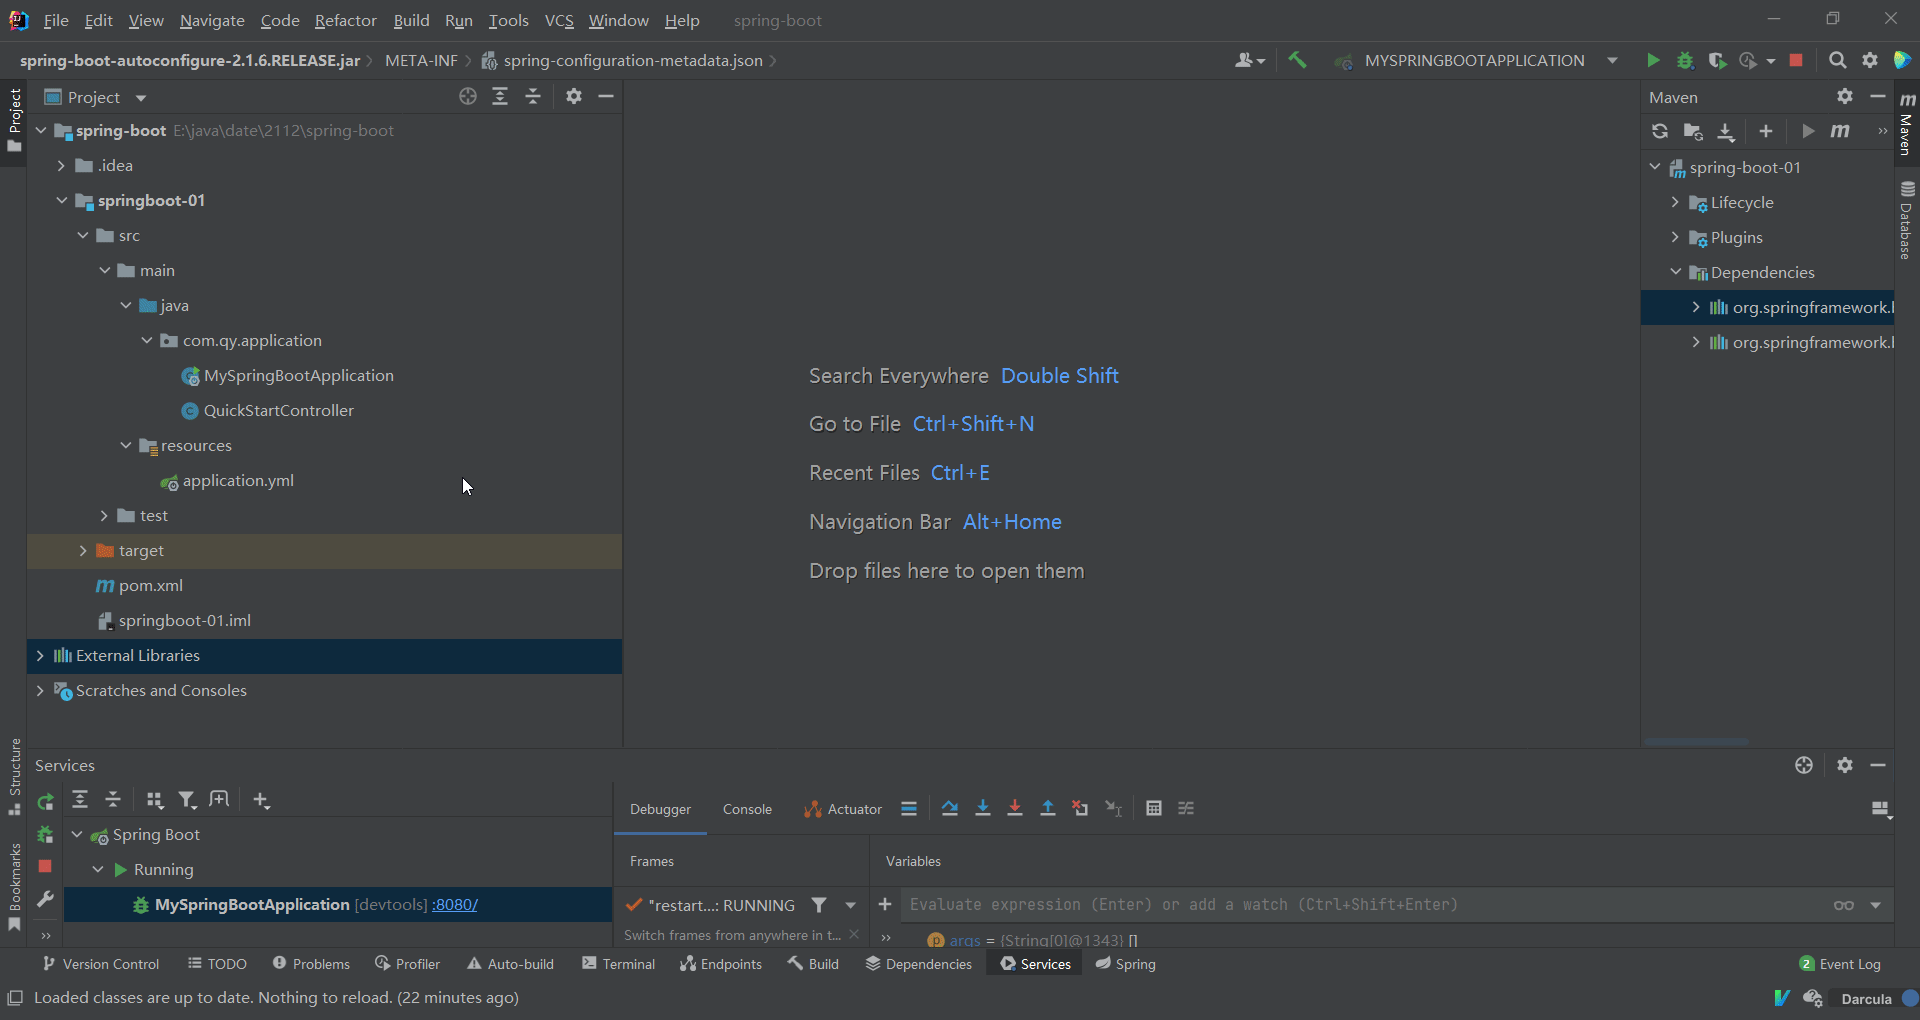 File Edit View Navigate Code Refactor Build Run Tools VCS Window Help spring-boot
spring-boot-autoconfigure-2.1.6.RELEASE.jar META-INF spring-configuration-metadata.json MYSPRINGBOOTAPPLICATION
Project
Project
Structure
Bookmarks
spring-boot E:\java\date\2112\spring-boot
.idea
springboot-01
src
main
java
com.qy.application
MySpringBootApplication
QuickStartController
resources
application.yml
test
target
pom.xml
springboot-01.iml
External Libraries
Scratches and Consoles
Search Everywhere Double Shift
Go to File Ctrl+Shift+N
Recent Files Ctrl+E
Navigation Bar Alt+Home
Drop files here to open them
Maven
spring-boot-01
Lifecycle
Plugins
Dependencies
org.springframework.
org.springframework.
Maven
Database
Services
Spring Boot
Running
MySpringBootApplication [devtools] :8080/
Debugger Console Actuator
Frames Variables
"restart...: RUNNING
Evaluate expression (Enter) or add a watch (Ctrl+Shift+Enter)
Switch frames from anywhere in t...
args = {String[0]@1343} []
Version Control TODO Problems Profiler Auto-build Terminal Endpoints Build Dependencies Services Spring 2 Event Log
Loaded classes are up to date. Nothing to reload. (22 minutes ago) Darcula